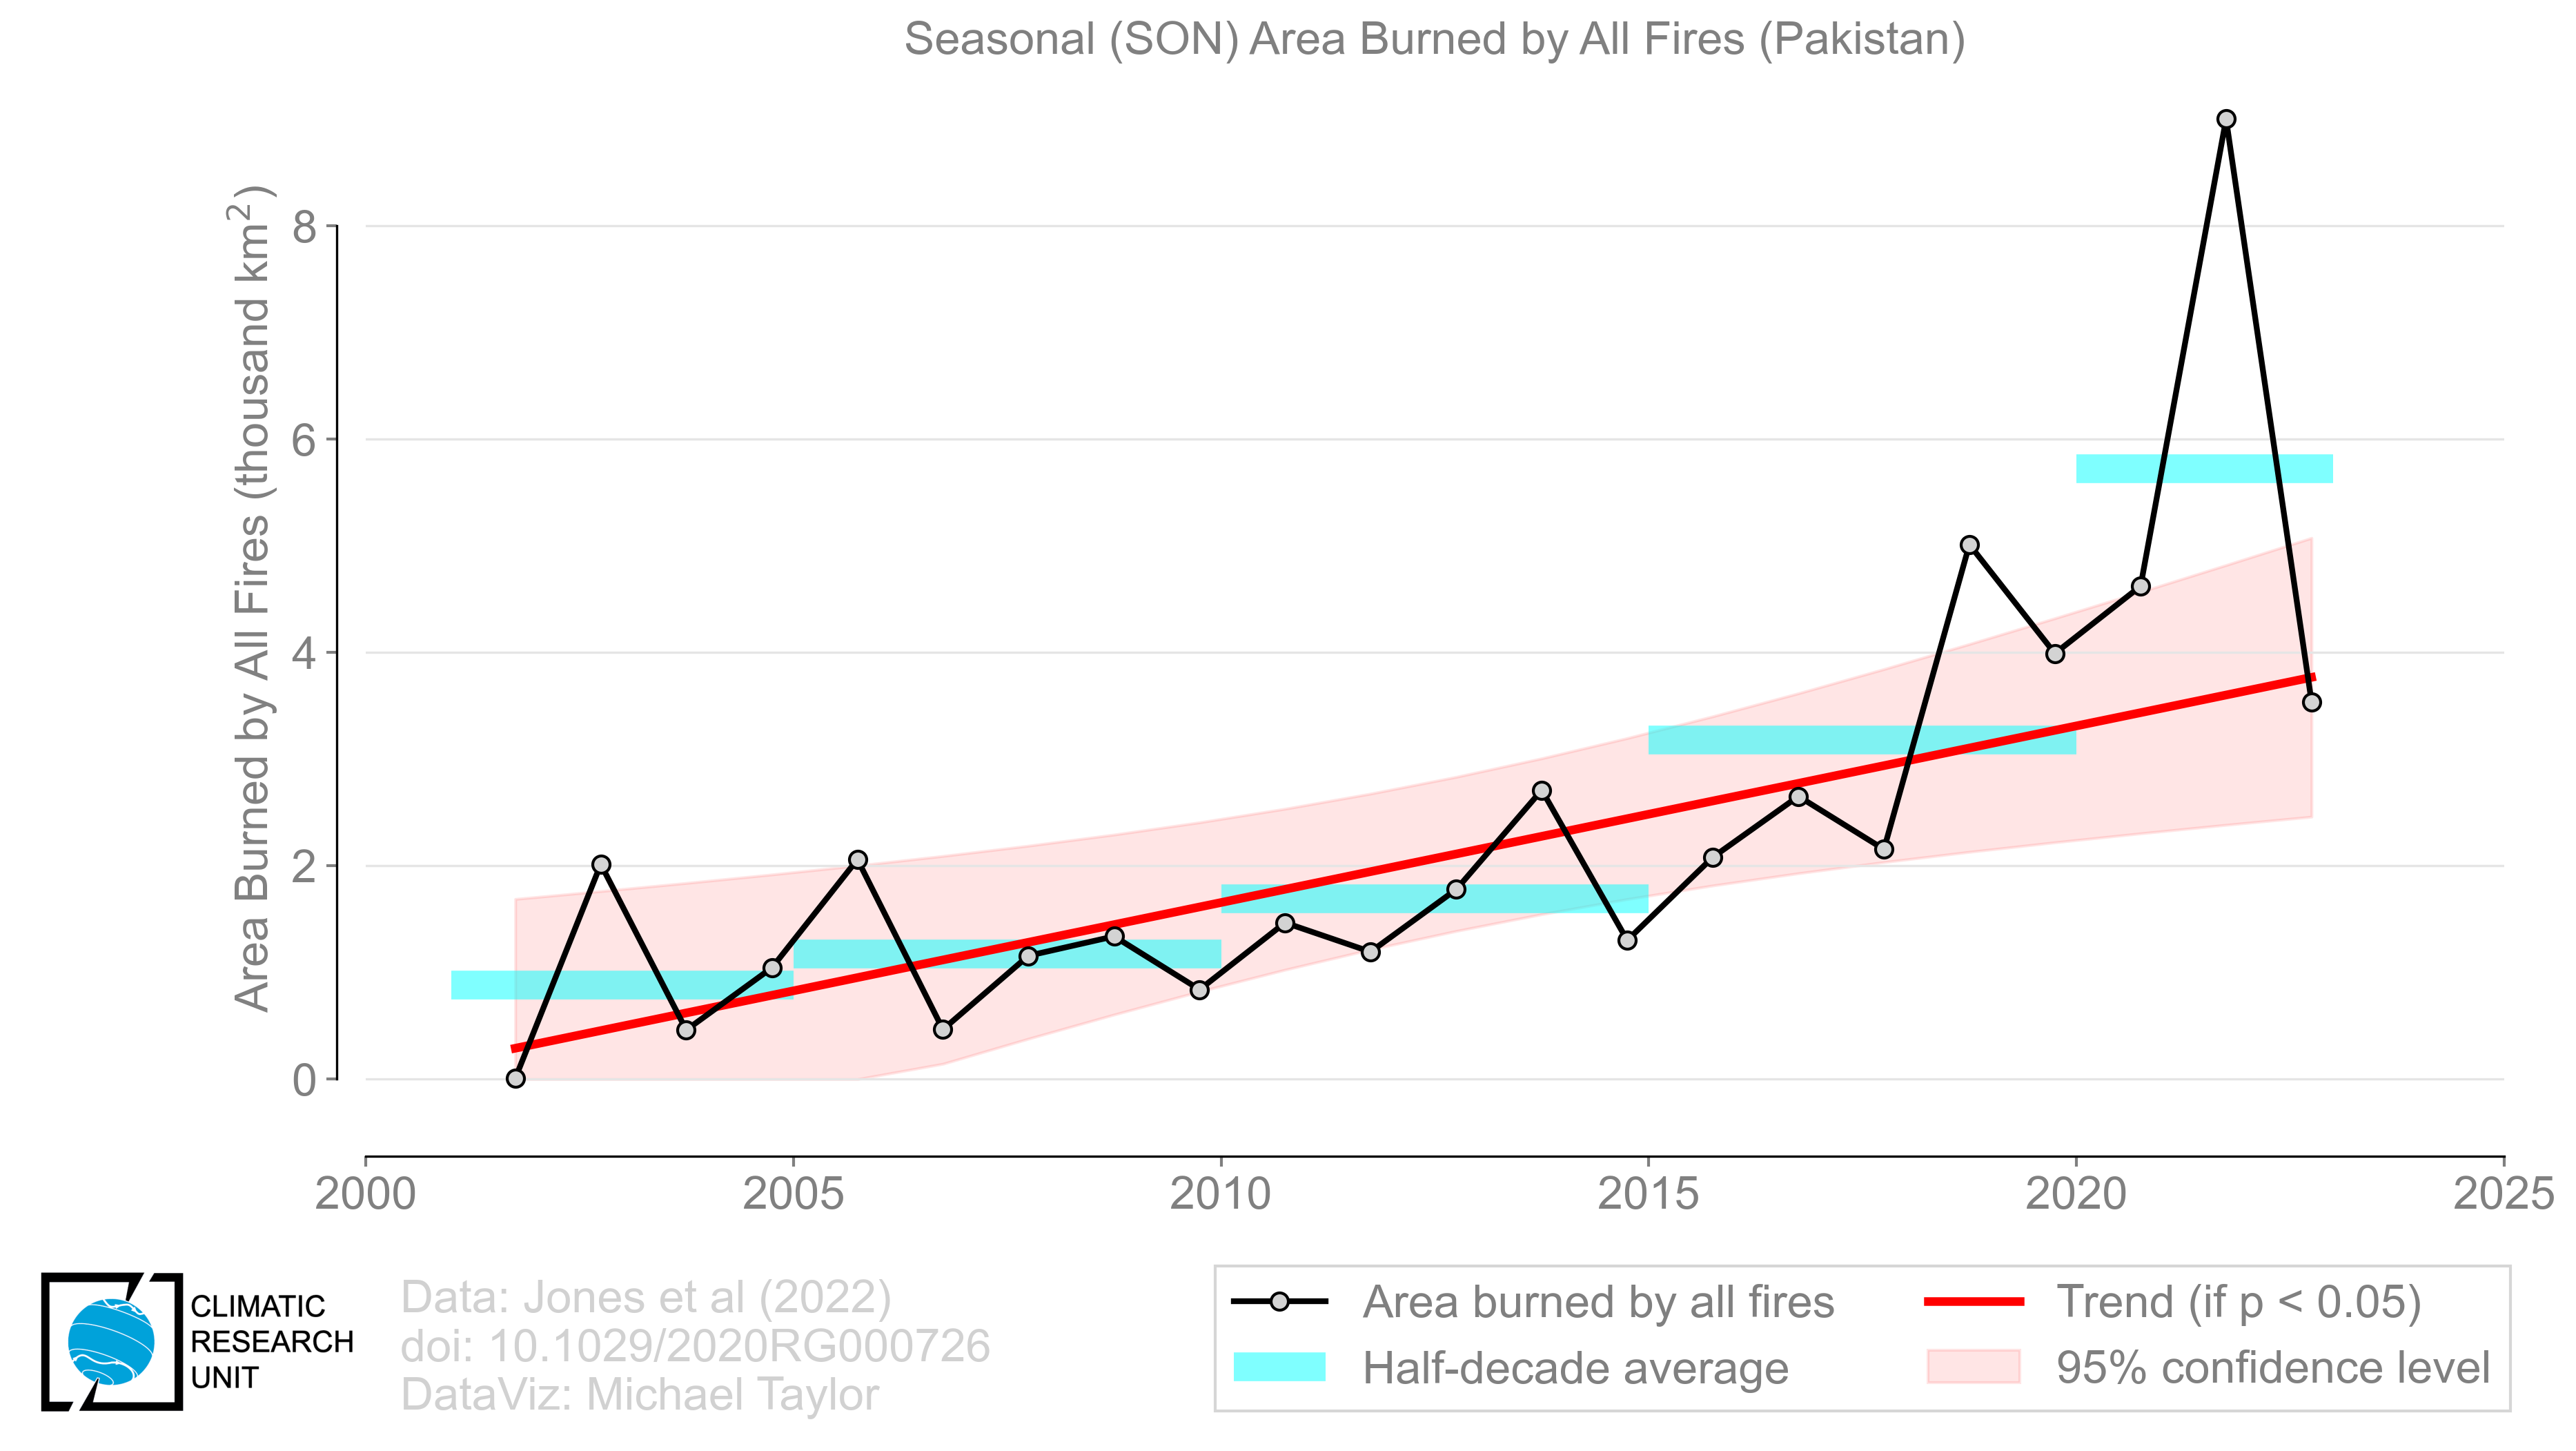 Seasonal (SON) Area Burned by All Fires (Pakistan)
Area Burned by All Fires (thousand km²)
8
6
4
2
0
2000 2005 2010 2015 2020 2025
CLIMATIC
RESEARCH
UNIT
Data: Jones et al (2022)
doi: 10.1029/2020RG000726
DataViz: Michael Taylor
Area burned by all fires
Half-decade average
Trend (if p < 0.05)
95% confidence level